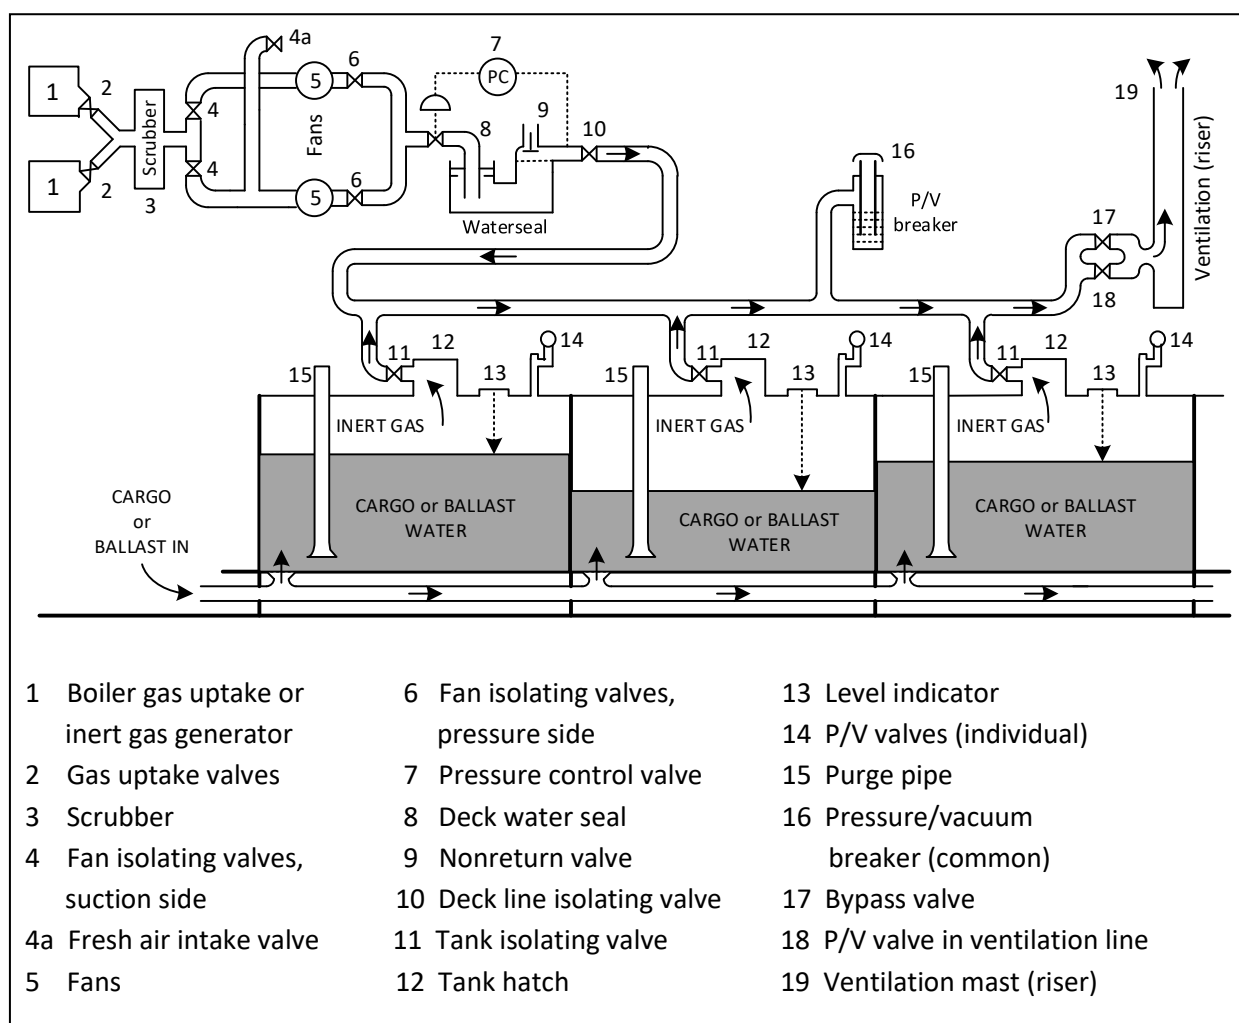 4a
6
7
1
2
5
PC
9
19
4
Scrubber
Fans
8
10
16
1
2
4
5
6
3
Waterseal
P/V
breaker
17
18
Ventilation (riser)
12
14
12
14
12
14
11
11
11
15
13
15
13
15
13
INERT GAS
INERT GAS
INERT GAS
CARGO
or
BALLAST IN
CARGO or BALLAST
WATER
CARGO or BALLAST
WATER
CARGO or BALLAST
WATER
1 Boiler gas uptake or
inert gas generator
2 Gas uptake valves
3 Scrubber
4 Fan isolating valves,
suction side
4a Fresh air intake valve
5 Fans
6 Fan isolating valves,
pressure side
7 Pressure control valve
8 Deck water seal
9 Nonreturn valve
10 Deck line isolating valve
11 Tank isolating valve
12 Tank hatch
13 Level indicator
14 P/V valves (individual)
15 Purge pipe
16 Pressure/vacuum
breaker (common)
17 Bypass valve
18 P/V valve in ventilation line
19 Ventilation mast (riser)